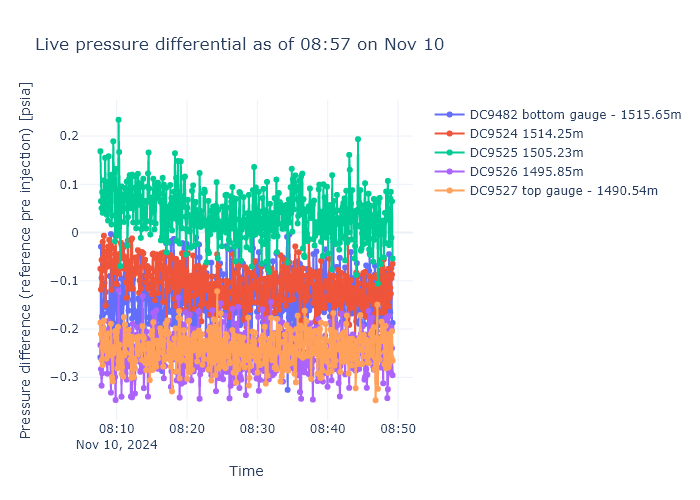 Live pressure differential as of 08:57 on Nov 10
Pressure difference (reference pre injection) [psia]
0.2
0.1
0
−0.1
−0.2
−0.3
08:10
Nov 10, 2024
08:20
08:30
08:40
08:50
Time
DC9482 bottom gauge - 1515.65m
DC9524 1514.25m
DC9525 1505.23m
DC9526 1495.85m
DC9527 top gauge - 1490.54m